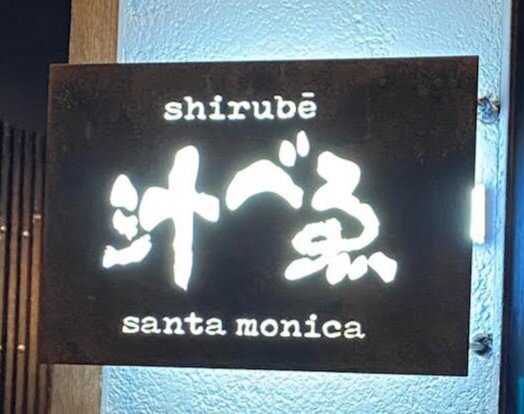 shirubē
汁べゑ
santa monica